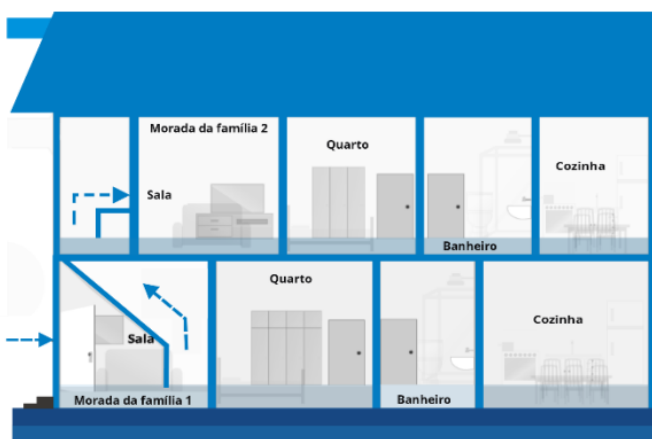 Morada da família 2
Sala
Quarto
Banheiro
Cozinha
Sala
Morada da família 1
Quarto
Banheiro
Cozinha